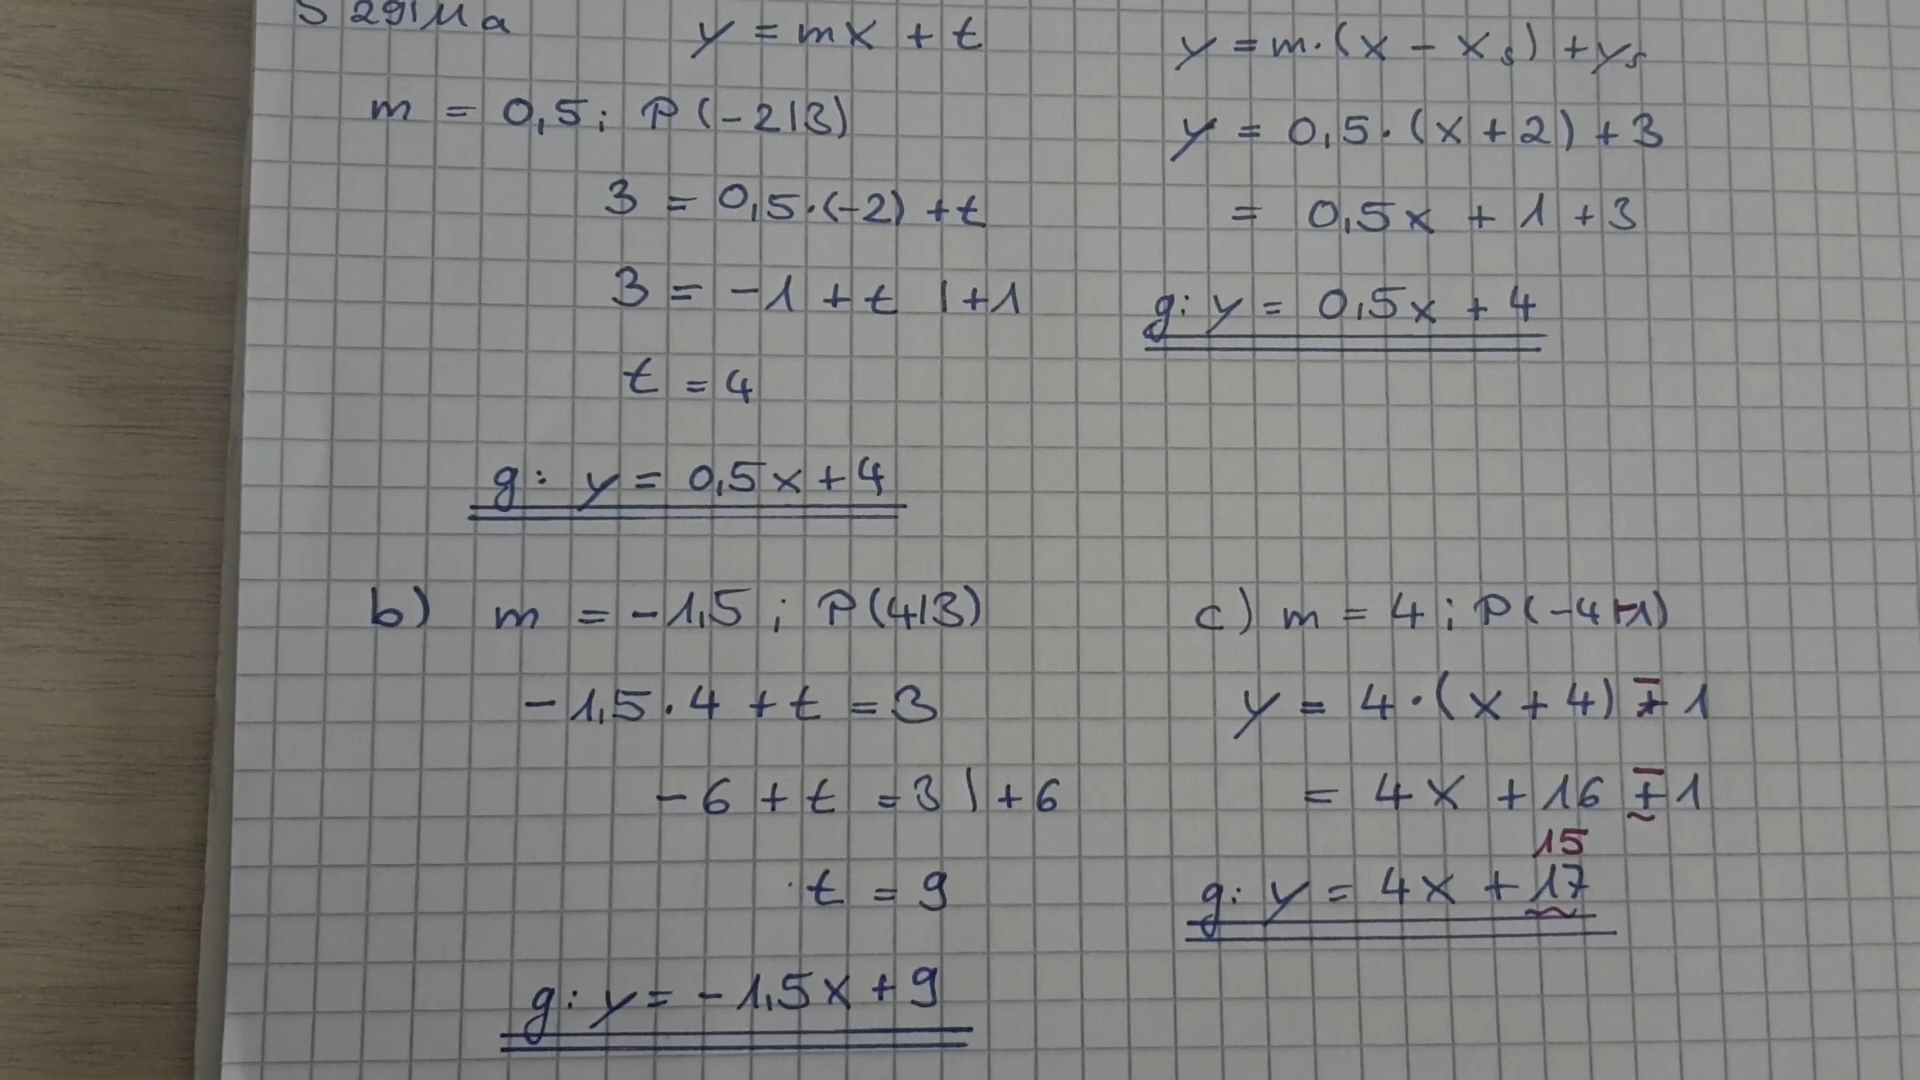 y = mx + t
m = 0,5 ; P(-2|3)
3 = 0,5·(-2) + t
3 = -1 + t |+1
t = 4
g: y = 0,5x + 4
y = m·(x - xs) + ys
y = 0,5·(x + 2) + 3
= 0,5x + 1 + 3
g: y = 0,5x + 4
b) m = -1,5 ; P(4|3)
-1,5·4 + t = 3
-6 + t = 3 | +6
t = 9
g: y = -1,5x + 9
c) m = 4 ; P(-4|-1)
y = 4·(x + 4) ∓ 1
= 4x + 16 ∓ 1
15
g: y = 4x + 17